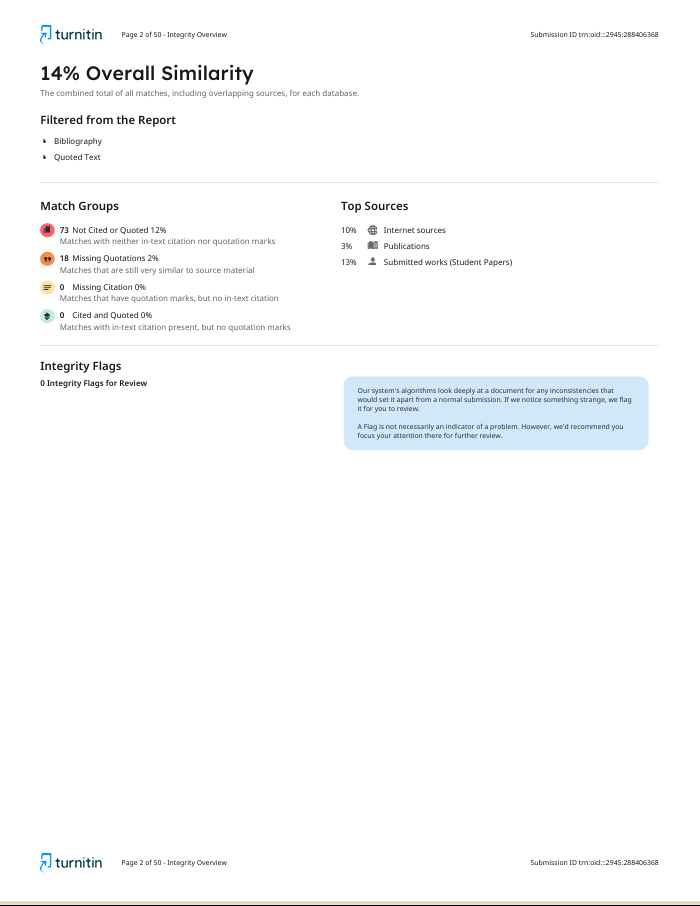 turnitin Page 2 of 50 - Integrity Overview Submission ID trn:oid:::2945:288406368
14% Overall Similarity
The combined total of all matches, including overlapping sources, for each database.
Filtered from the Report
Bibliography
Quoted Text
Match Groups
73 Not Cited or Quoted 12%
Matches with neither in-text citation nor quotation marks
18 Missing Quotations 2%
Matches that are still very similar to source material
0 Missing Citation 0%
Matches that have quotation marks, but no in-text citation
0 Cited and Quoted 0%
Matches with in-text citation present, but no quotation marks
Top Sources
10% Internet sources
3% Publications
13% Submitted works (Student Papers)
Integrity Flags
0 Integrity Flags for Review
Our system's algorithms look deeply at a document for any inconsistencies that
would set it apart from a normal submission. If we notice something strange, we flag
it for you to review.
A Flag is not necessarily an indicator of a problem. However, we'd recommend you
focus your attention there for further review.
turnitin Page 2 of 50 - Integrity Overview Submission ID trn:oid:::2945:288406368